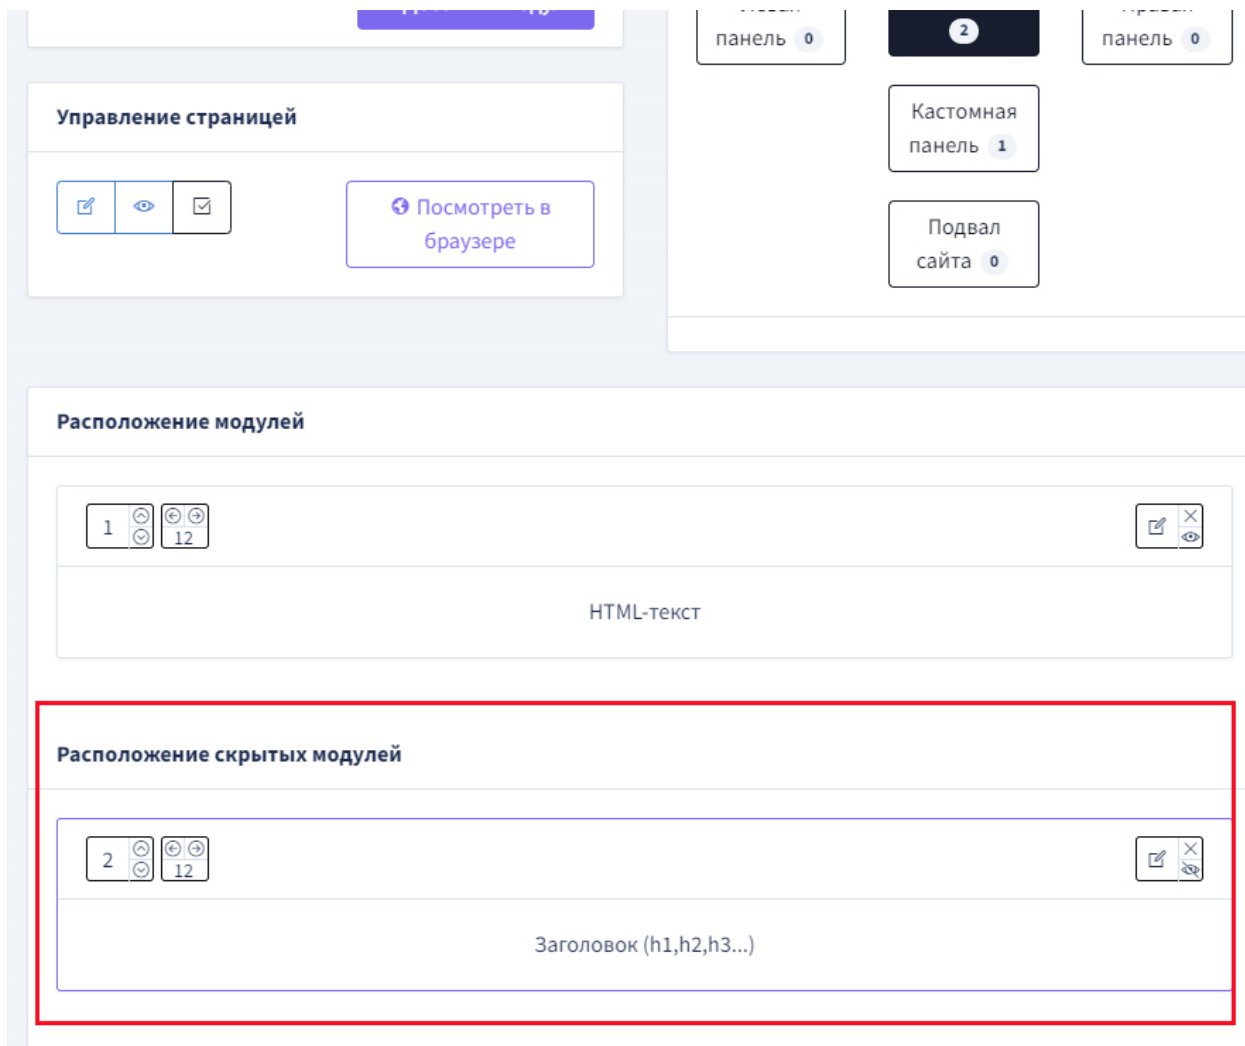 панель 0
2
панель 0
Управление страницей
Кастомная
панель 1
Посмотреть в
браузере
Подвал
сайта 0
Расположение модулей
1
12
HTML-текст
Расположение скрытых модулей
2
12
Заголовок (h1,h2,h3...)